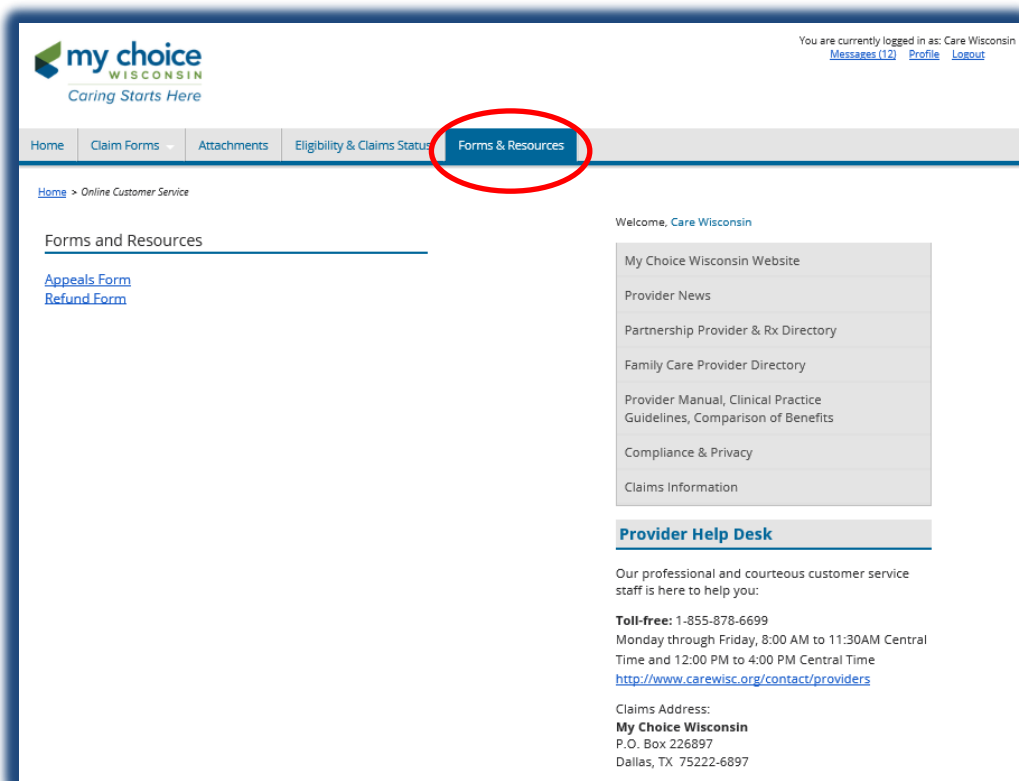 my choice
WISCONSIN
Caring Starts Here
You are currently logged in as: Care Wisconsin
Messages (12) Profile Logout
Home Claim Forms Attachments Eligibility & Claims Status Forms & Resources
Home > Online Customer Service
Forms and Resources
Appeals Form
Refund Form
Welcome, Care Wisconsin
My Choice Wisconsin Website
Provider News
Partnership Provider & Rx Directory
Family Care Provider Directory
Provider Manual, Clinical Practice
Guidelines, Comparison of Benefits
Compliance & Privacy
Claims Information
Provider Help Desk
Our professional and courteous customer service
staff is here to help you:
Toll-free: 1-855-878-6699
Monday through Friday, 8:00 AM to 11:30AM Central
Time and 12:00 PM to 4:00 PM Central Time
http://www.carewisc.org/contact/providers
Claims Address:
My Choice Wisconsin
P.O. Box 226897
Dallas, TX 75222-6897